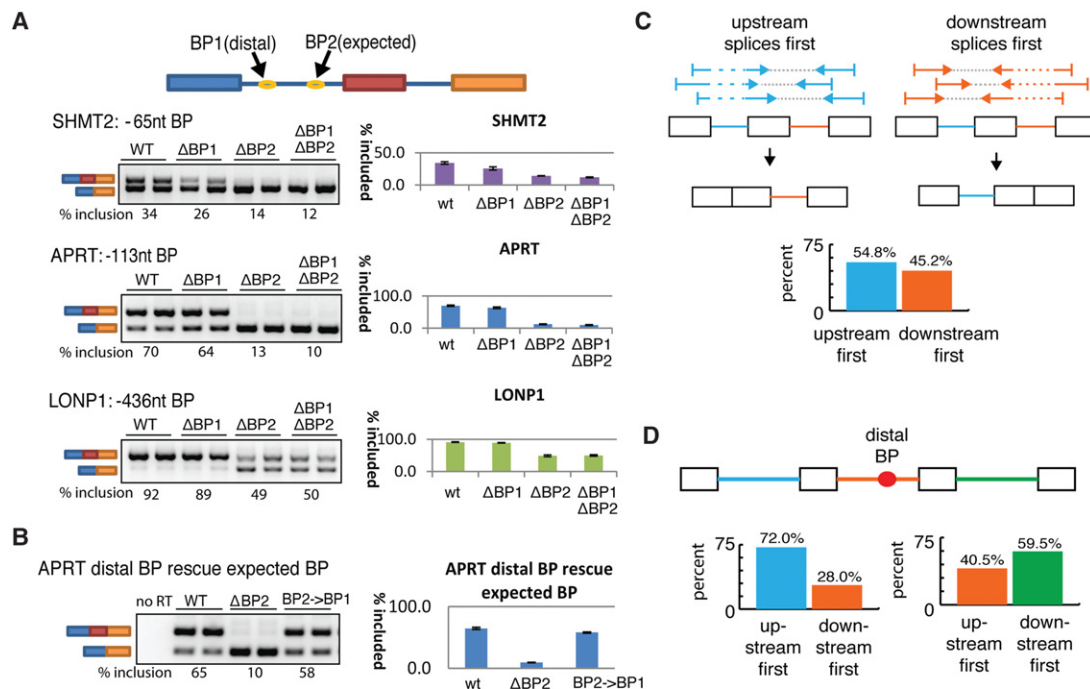 A
BP1(distal)
BP2(expected)
SHMT2: -65nt BP
WT ΔBP1 ΔBP2 ΔBP1 ΔBP2
% inclusion 34 26 14 12
SHMT2
% included
50.0
0.0
wt ΔBP1 ΔBP2 ΔBP1 ΔBP2
APRT: -113nt BP
WT ΔBP1 ΔBP2 ΔBP1 ΔBP2
% inclusion 70 64 13 10
APRT
% included
100.0
0.0
wt ΔBP1 ΔBP2 ΔBP1 ΔBP2
LONP1: -436nt BP
WT ΔBP1 ΔBP2 ΔBP1 ΔBP2
% inclusion 92 89 49 50
LONP1
% included
100.0
0.0
wt ΔBP1 ΔBP2 ΔBP1 ΔBP2
B
APRT distal BP rescue expected BP
no RT WT ΔBP2 BP2->BP1
% inclusion 65 10 58
APRT distal BP rescue
expected BP
% included
100.0
0.0
wt ΔBP2 BP2->BP1
C
upstream
splices first
downstream
splices first
percent
75
0
54.8%
45.2%
upstream
first
downstream
first
D
distal
BP
percent
75
0
72.0%
28.0%
up-
stream
first
down-
stream
first
percent
75
0
40.5%
59.5%
up-
stream
first
down-
stream
first